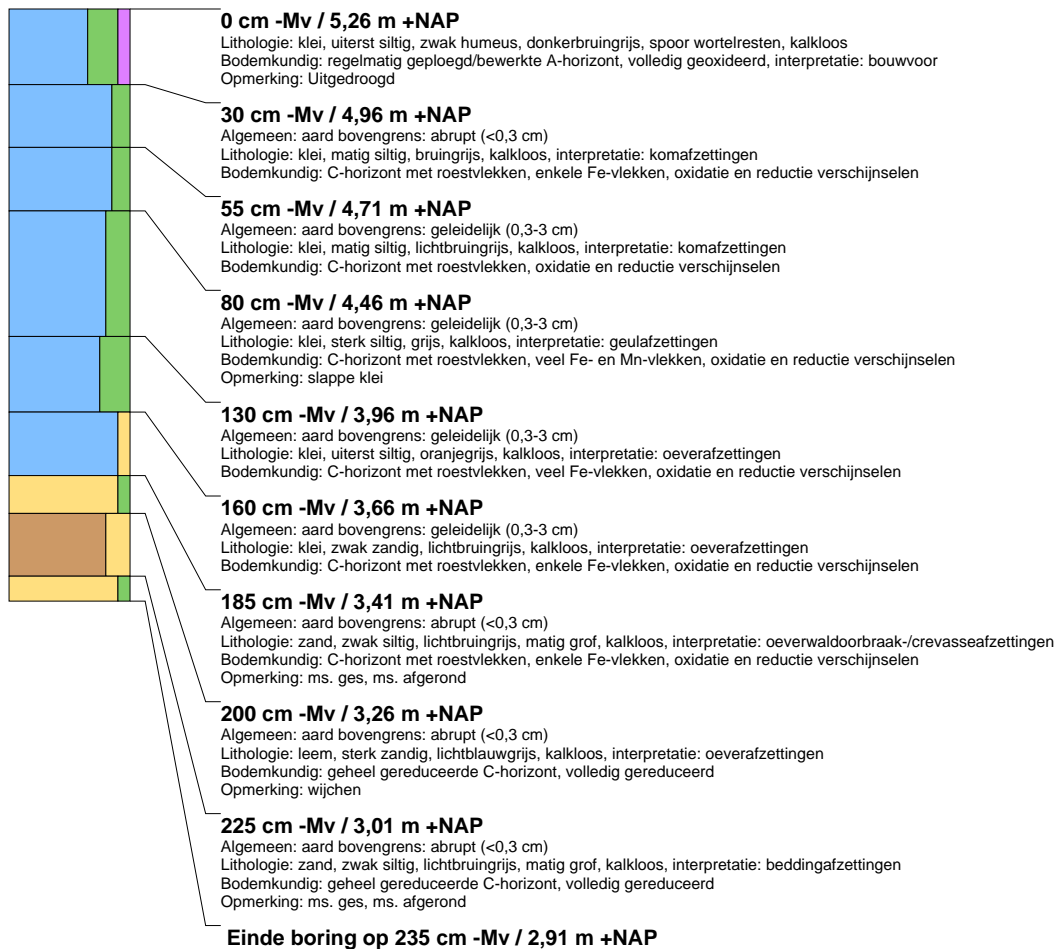 0 cm -Mv / 5,26 m +NAP
Lithologie: klei, uiterst siltig, zwak humeus, donkerbruingrijs, spoor wortelresten, kalkloos
Bodemkundig: regelmatig geploegd/bewerkte A-horizont, volledig geoxideerd, interpretatie: bouwvoor
Opmerking: Uitgedroogd
30 cm -Mv / 4,96 m +NAP
Algemeen: aard bovengrens: abrupt (<0,3 cm)
Lithologie: klei, matig siltig, bruingrijs, kalkloos, interpretatie: komafzettingen
Bodemkundig: C-horizont met roestvlekken, enkele Fe-vlekken, oxidatie en reductie verschijnselen
55 cm -Mv / 4,71 m +NAP
Algemeen: aard bovengrens: geleidelijk (0,3-3 cm)
Lithologie: klei, matig siltig, lichtbruingrijs, kalkloos, interpretatie: komafzettingen
Bodemkundig: C-horizont met roestvlekken, oxidatie en reductie verschijnselen
80 cm -Mv / 4,46 m +NAP
Algemeen: aard bovengrens: geleidelijk (0,3-3 cm)
Lithologie: klei, sterk siltig, grijs, kalkloos, interpretatie: geulafzettingen
Bodemkundig: C-horizont met roestvlekken, veel Fe- en Mn-vlekken, oxidatie en reductie verschijnselen
Opmerking: slappe klei
130 cm -Mv / 3,96 m +NAP
Algemeen: aard bovengrens: geleidelijk (0,3-3 cm)
Lithologie: klei, uiterst siltig, oranjegrijs, kalkloos, interpretatie: oeverafzettingen
Bodemkundig: C-horizont met roestvlekken, veel Fe-vlekken, oxidatie en reductie verschijnselen
160 cm -Mv / 3,66 m +NAP
Algemeen: aard bovengrens: geleidelijk (0,3-3 cm)
Lithologie: klei, zwak zandig, lichtbruingrijs, kalkloos, interpretatie: oeverafzettingen
Bodemkundig: C-horizont met roestvlekken, enkele Fe-vlekken, oxidatie en reductie verschijnselen
185 cm -Mv / 3,41 m +NAP
Algemeen: aard bovengrens: abrupt (<0,3 cm)
Lithologie: zand, zwak siltig, lichtbruingrijs, matig grof, kalkloos, interpretatie: oeverwaldoorbraak-/crevasseafzettingen
Bodemkundig: C-horizont met roestvlekken, enkele Fe-vlekken, oxidatie en reductie verschijnselen
Opmerking: ms. ges, ms. afgerond
200 cm -Mv / 3,26 m +NAP
Algemeen: aard bovengrens: abrupt (<0,3 cm)
Lithologie: leem, sterk zandig, lichtblauwgrijs, kalkloos, interpretatie: oeverafzettingen
Bodemkundig: geheel gereduceerde C-horizont, volledig gereduceerd
Opmerking: wijchen
225 cm -Mv / 3,01 m +NAP
Algemeen: aard bovengrens: abrupt (<0,3 cm)
Lithologie: zand, zwak siltig, lichtbruingrijs, matig grof, kalkloos, interpretatie: beddingafzettingen
Bodemkundig: geheel gereduceerde C-horizont, volledig gereduceerd
Opmerking: ms. ges, ms. afgerond
Einde boring op 235 cm -Mv / 2,91 m +NAP